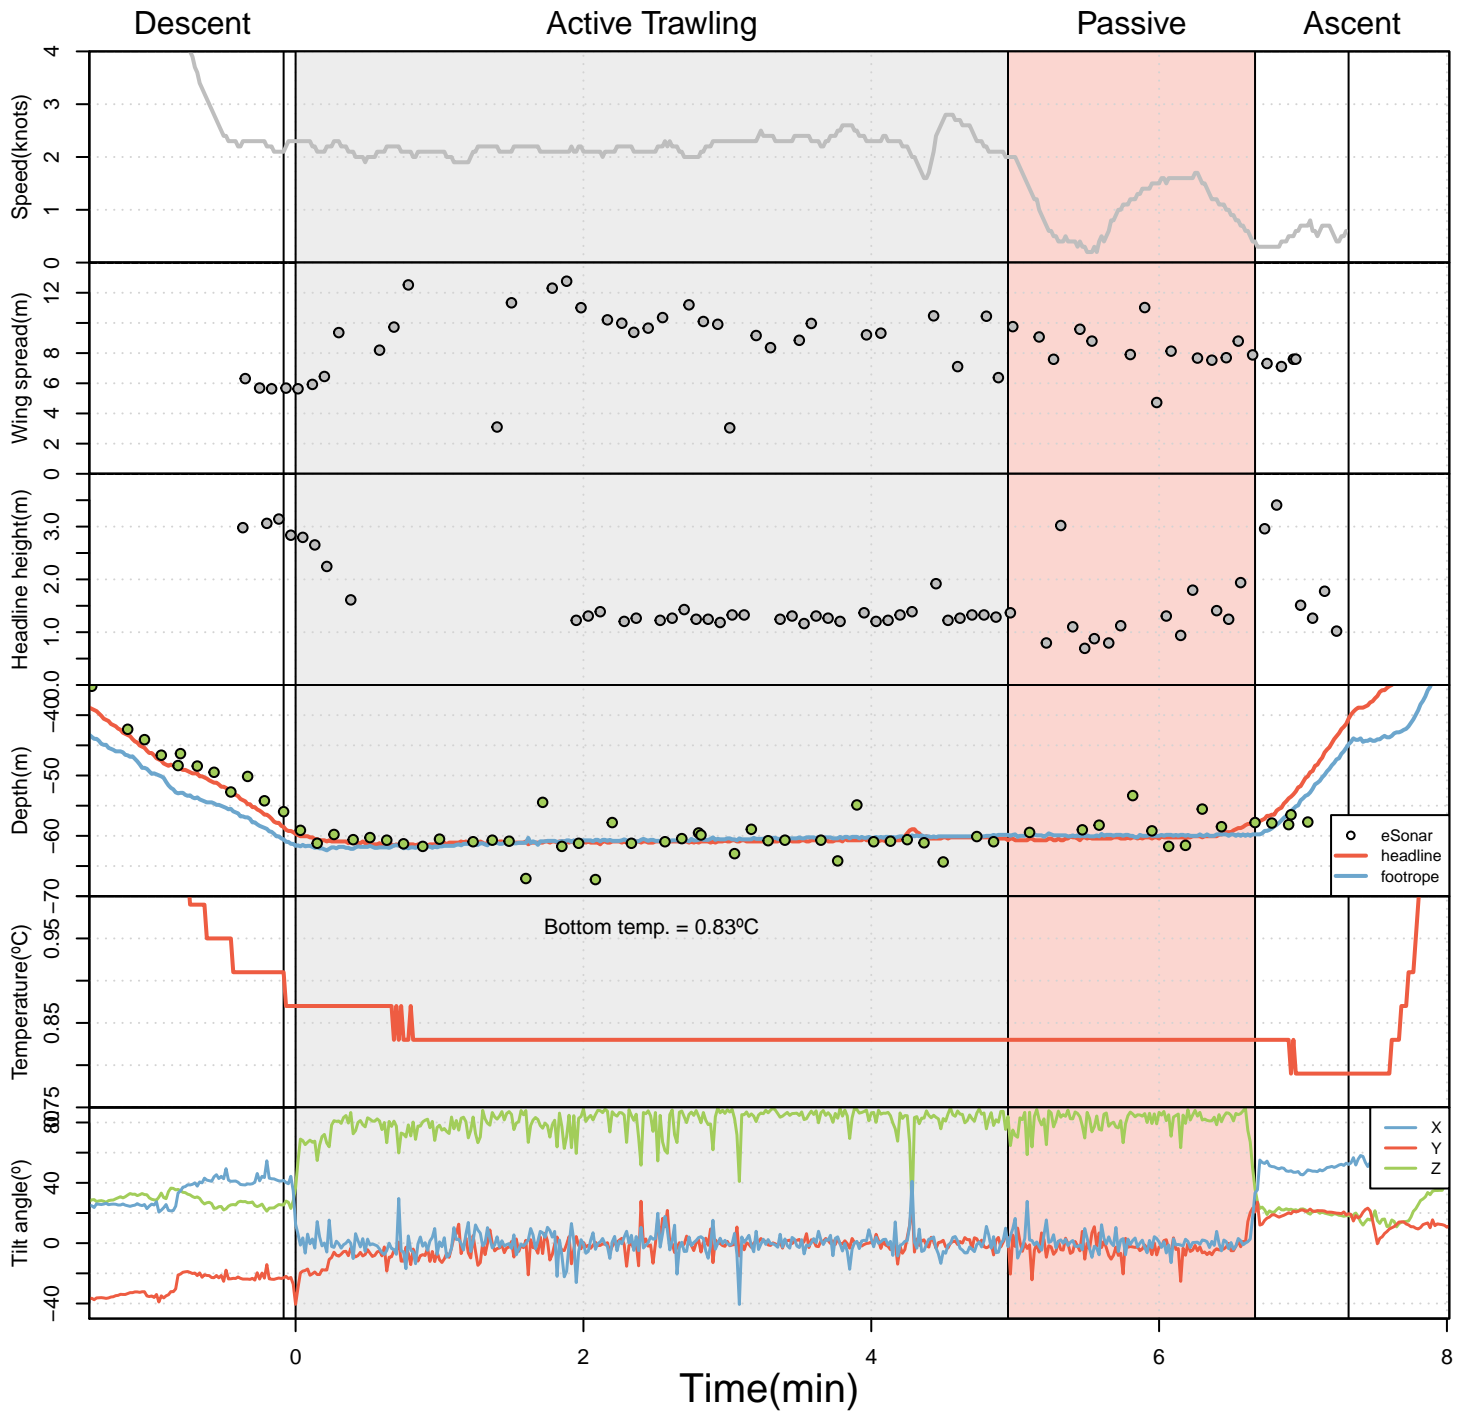 Descent Active Trawling Passive Ascent
Speed(knots)
4
3
2
1
0
Wing spread(m)
12
8
6
4
2
0
Headline height(m)
3.0
2.0
1.0
0.0
Depth(m)
−40
−50
−60
−70
eSonar
headline
footrope
Temperature(ºC)
0.95
0.85
0.75
Bottom temp. = 0.83ºC
Tilt angle(º)
80
40
0
−40
X
Y
Z
0 2 4 6 8
Time(min)